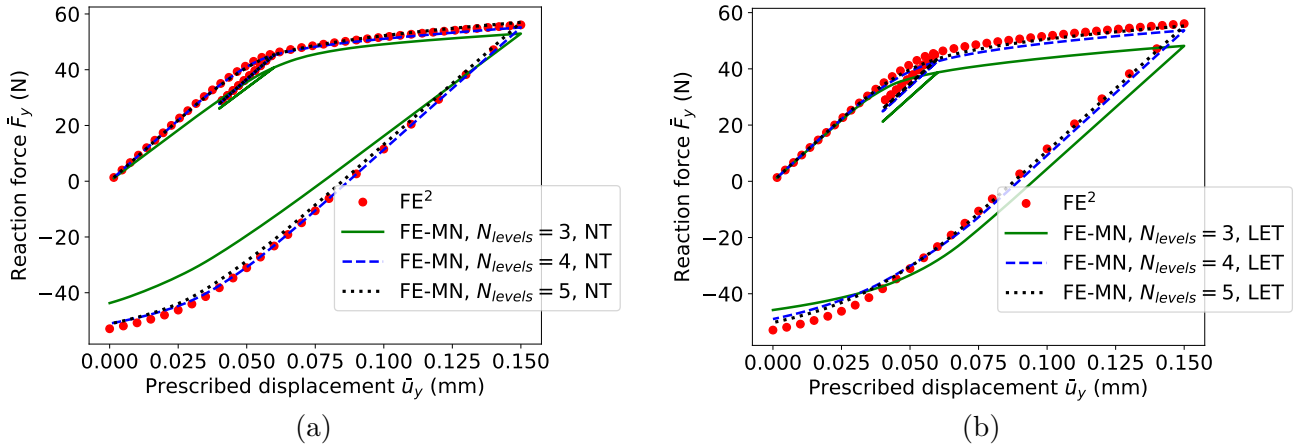 60
40
20
0
−20
−40
Reaction force F̄y (N)
FE²
FE-MN, Nlevels = 3, NT
FE-MN, Nlevels = 4, NT
FE-MN, Nlevels = 5, NT
0.000 0.025 0.050 0.075 0.100 0.125 0.150
Prescribed displacement ūy (mm)
(a)
60
40
20
0
−20
−40
Reaction force F̄y (N)
FE²
FE-MN, Nlevels = 3, LET
FE-MN, Nlevels = 4, LET
FE-MN, Nlevels = 5, LET
0.000 0.025 0.050 0.075 0.100 0.125 0.150
Prescribed displacement ūy (mm)
(b)